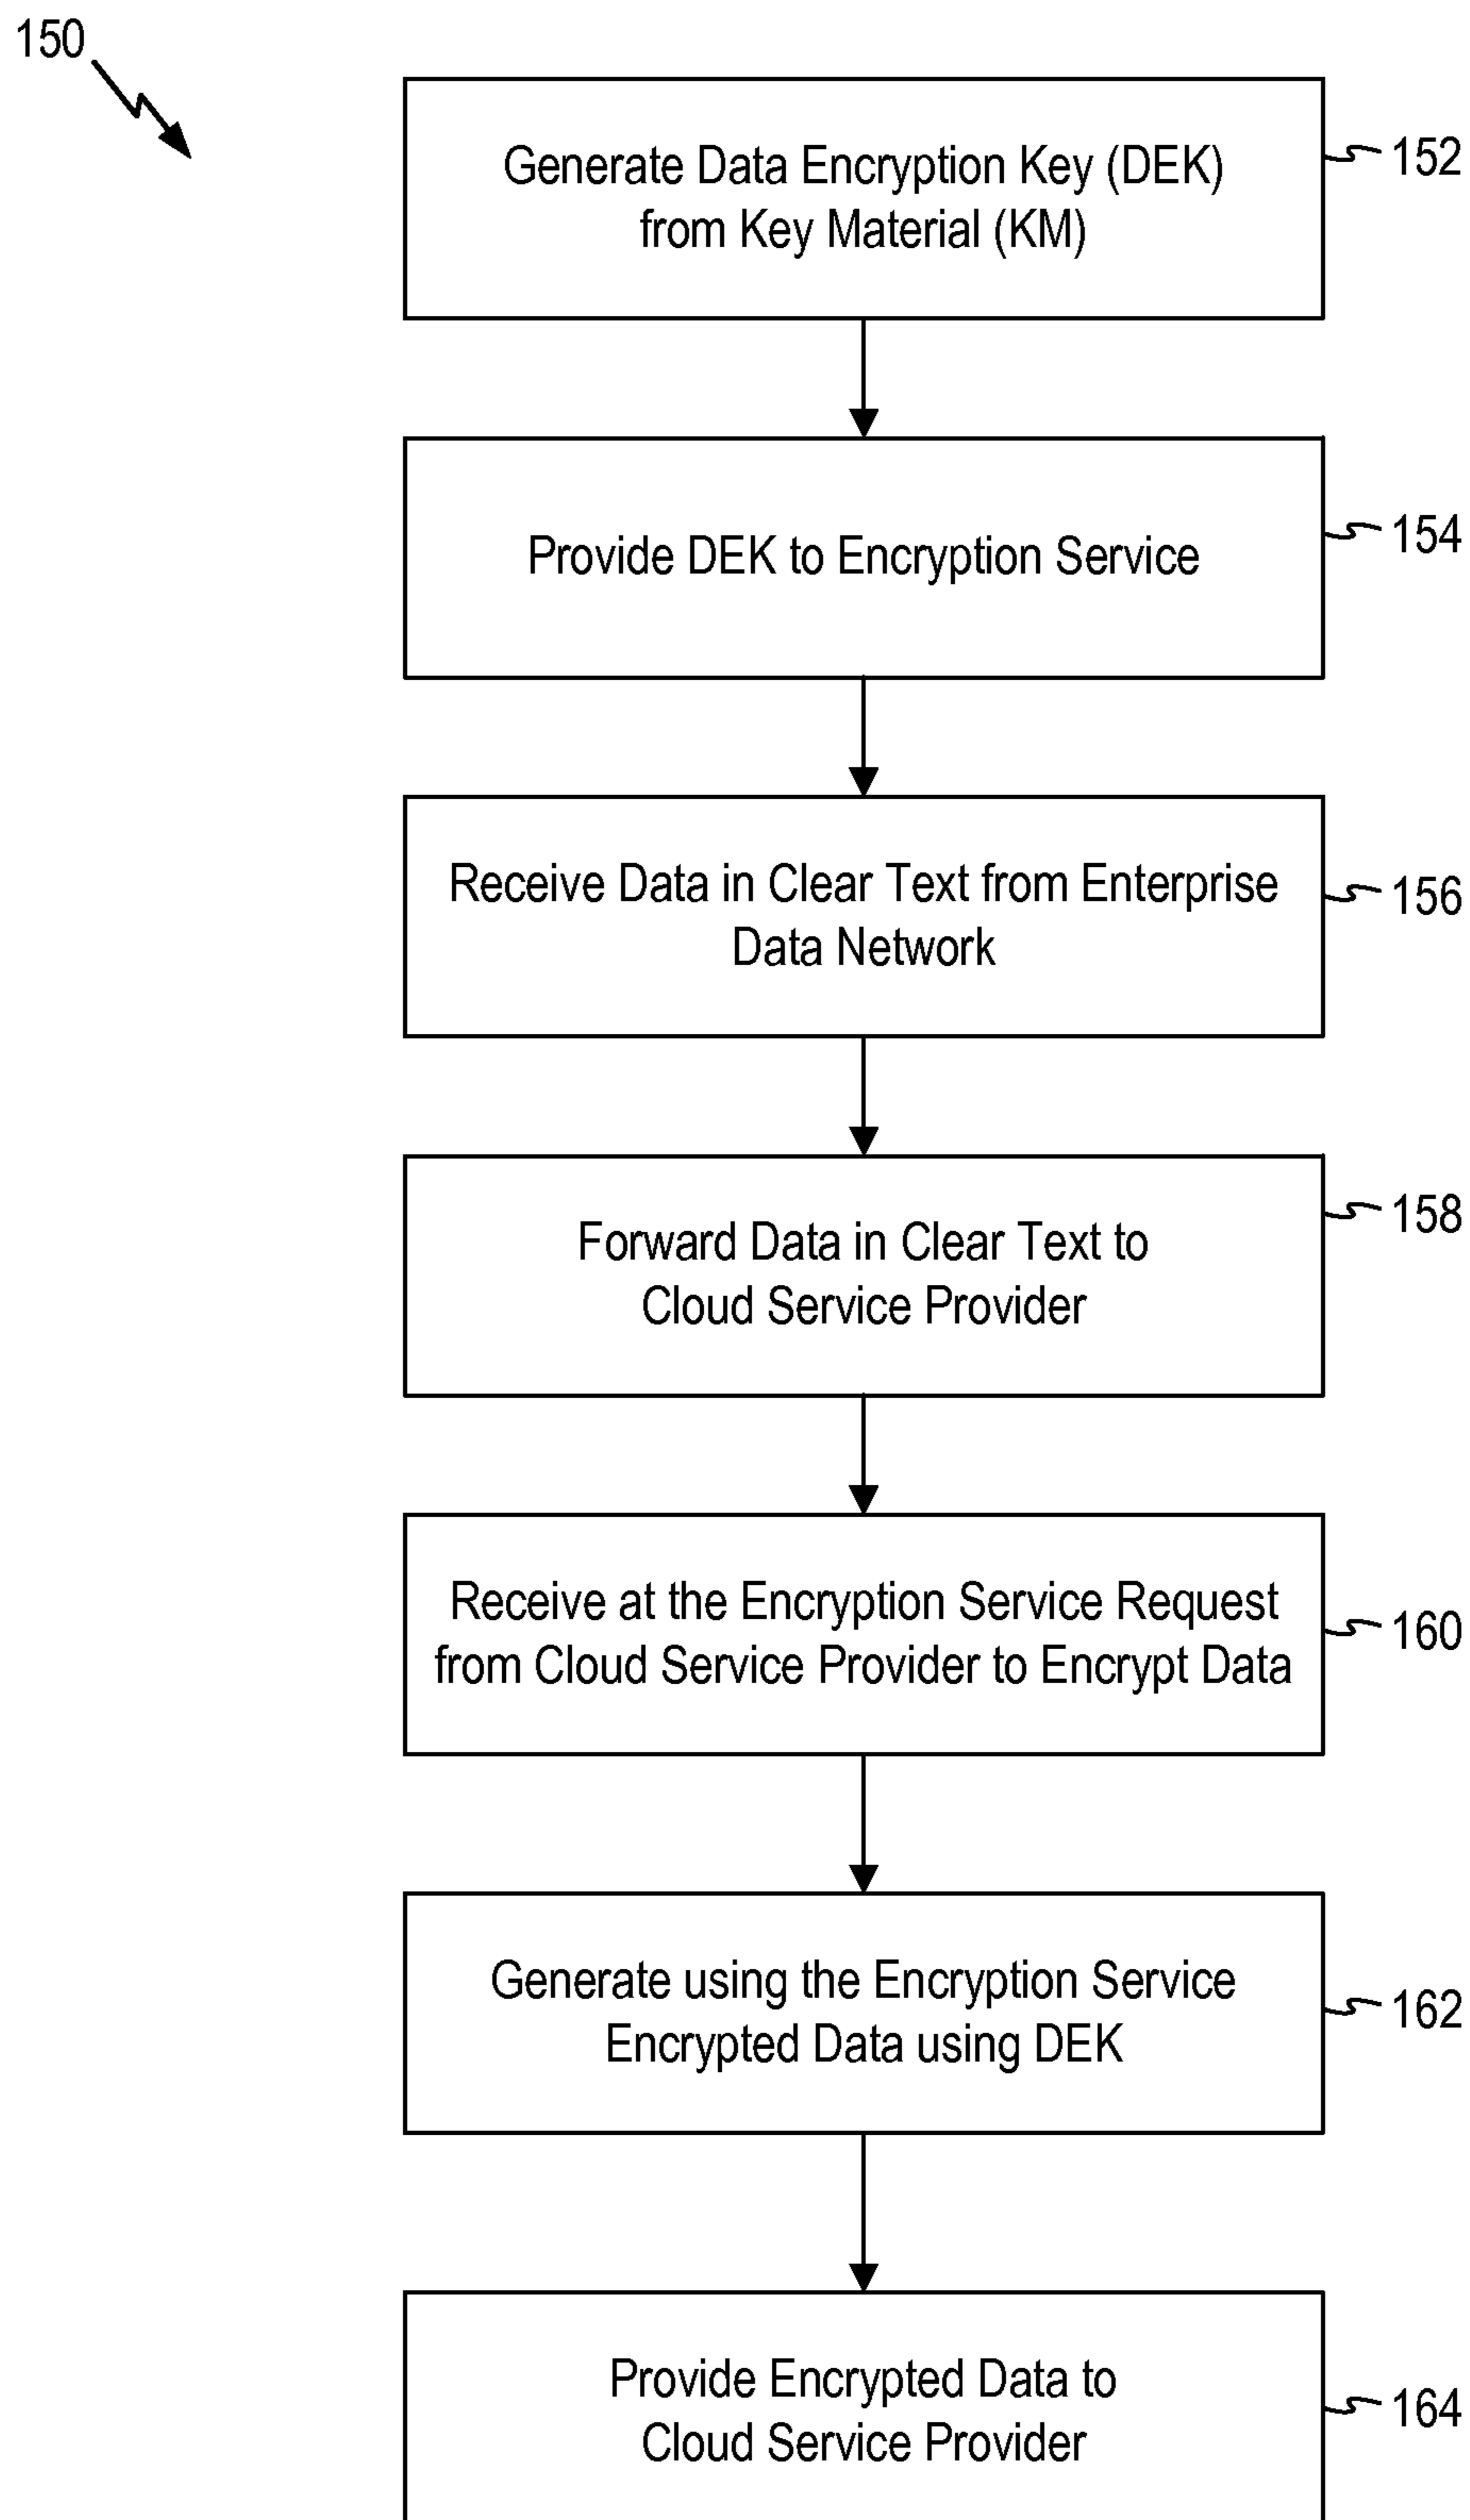 150
Generate Data Encryption Key (DEK)
from Key Material (KM)
152
Provide DEK to Encryption Service
154
Receive Data in Clear Text from Enterprise
Data Network
156
Forward Data in Clear Text to
Cloud Service Provider
158
Receive at the Encryption Service Request
from Cloud Service Provider to Encrypt Data
160
Generate using the Encryption Service
Encrypted Data using DEK
162
Provide Encrypted Data to
Cloud Service Provider
164